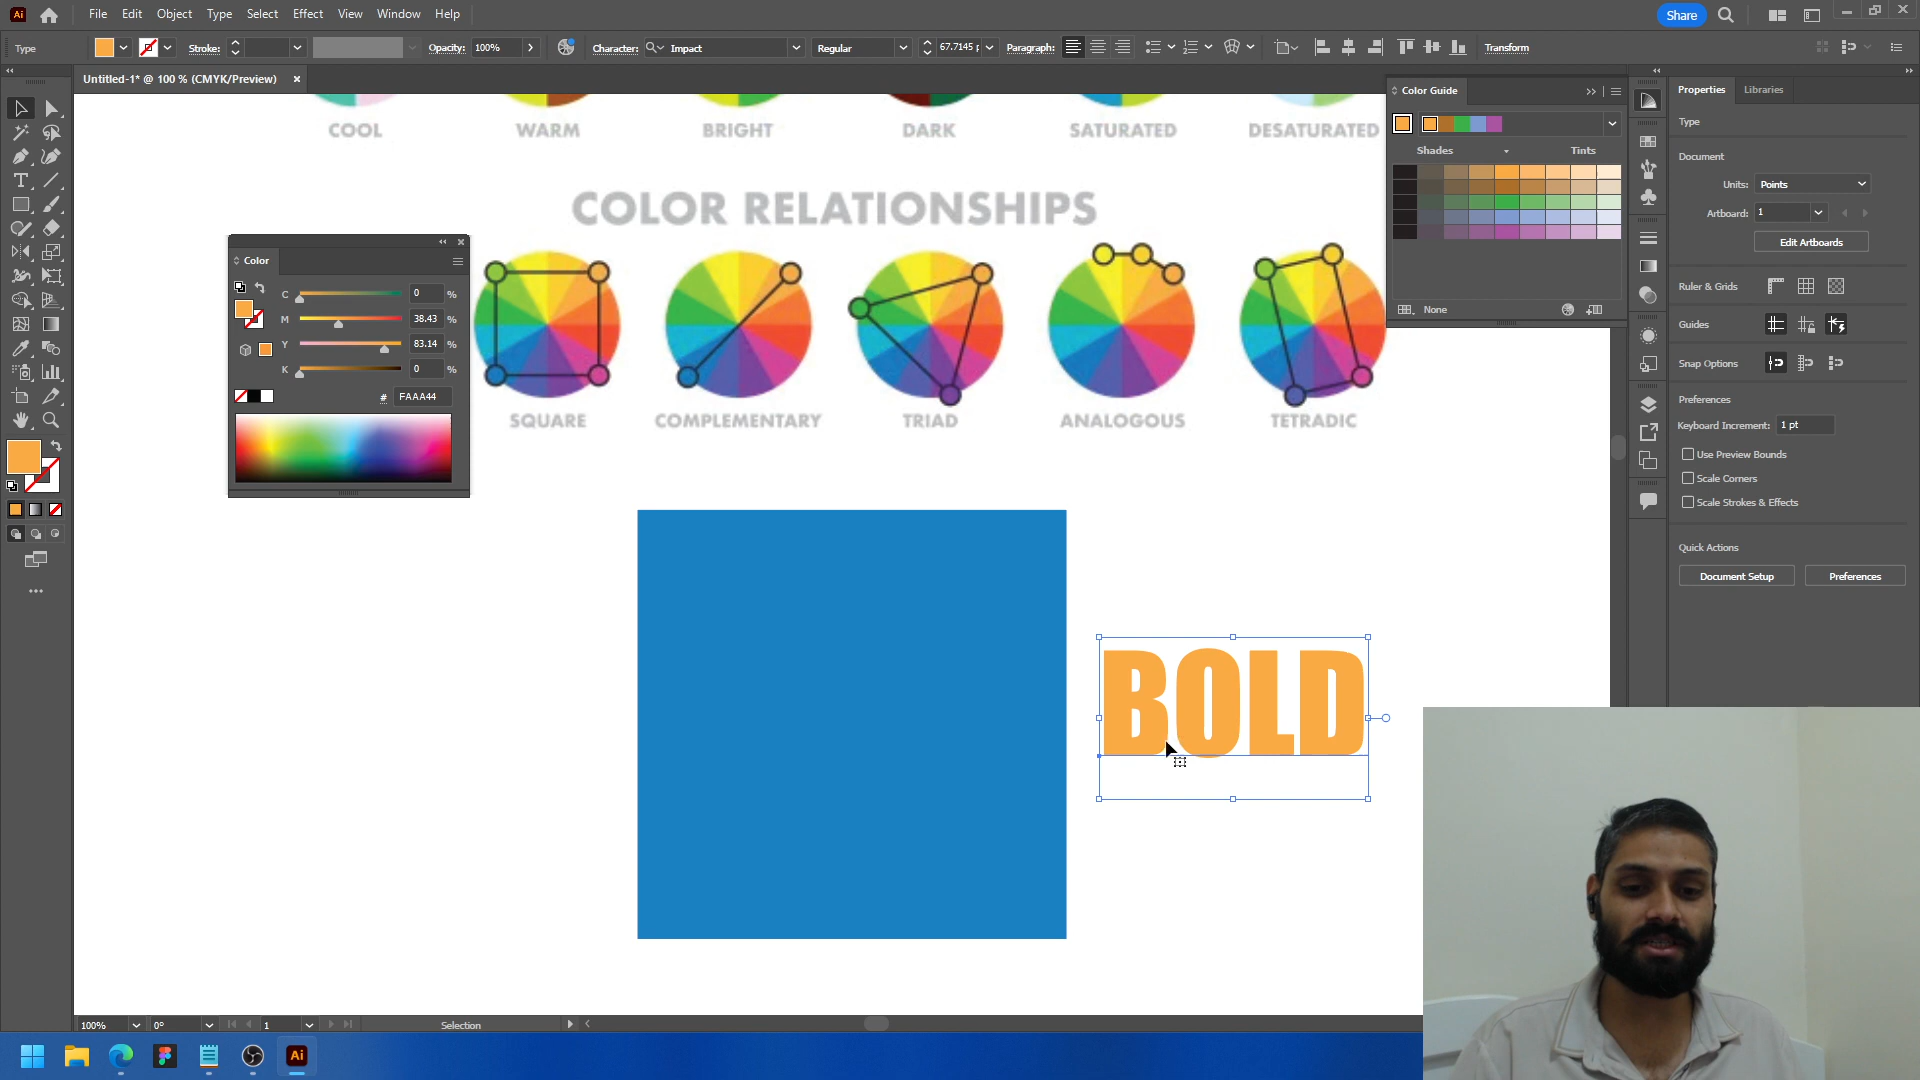 Ai File Edit Object Type Select Effect View Window Help Share
Type Stroke: Opacity: 100% Character: Impact Regular 67.7145 p Paragraph: Transform
Untitled-1* @ 100 % (CMYK/Preview)
COOL WARM BRIGHT DARK SATURATED DESATURATED
COLOR RELATIONSHIPS
SQUARE COMPLEMENTARY TRIAD ANALOGOUS TETRADIC
Color
C 0 %
M 38.43 %
Y 83.14 %
K 0 %
# FAAA44
BOLD
Color Guide
Shades Tints
None
Properties Libraries
Type
Document
Units: Points
Artboard: 1
Edit Artboards
Ruler & Grids
Guides
Snap Options
Preferences
Keyboard Increment: 1 pt
Use Preview Bounds
Scale Corners
Scale Strokes & Effects
Quick Actions
Document Setup Preferences
100% 0° 1 Selection
Ai